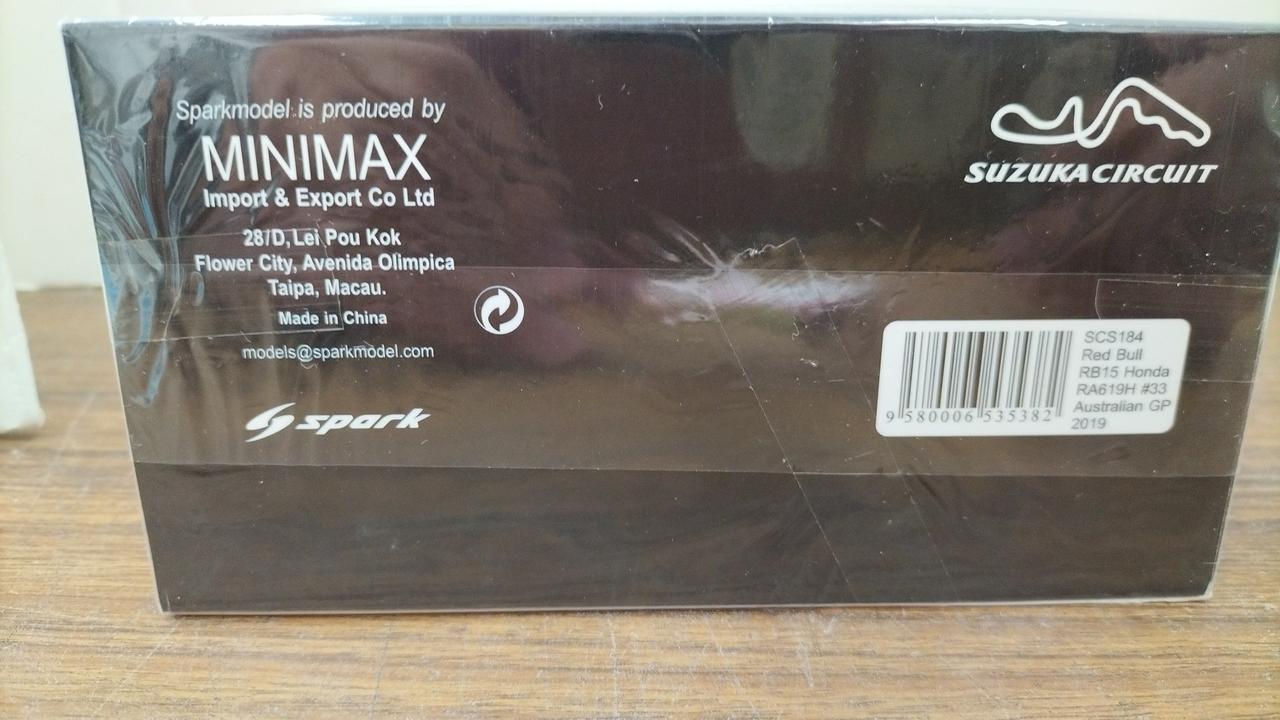 Sparkmodel is produced by
MINIMAX
Import & Export Co Ltd
28/D, Lei Pou Kok
Flower City, Avenida Olimpica
Taipa, Macau.
Made in China
models@sparkmodel.com
spark
SUZUKA CIRCUIT
SCS184
Red Bull
RB15 Honda
RA619H #33
Australian GP
2019
9 580006 535382